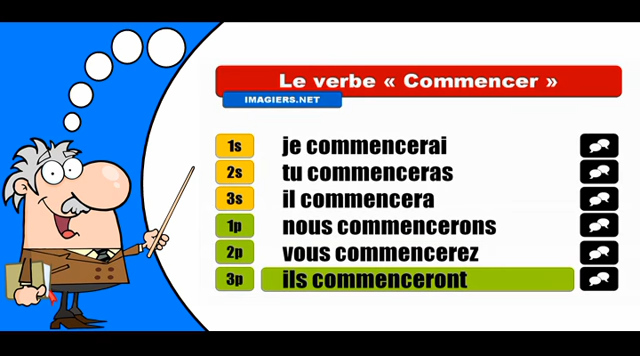 Le verbe « Commencer »
IMAGIERS.NET
1s je commencerai
2s tu commenceras
3s il commencera
1p nous commencerons
2p vous commencerez
3p ils commenceront